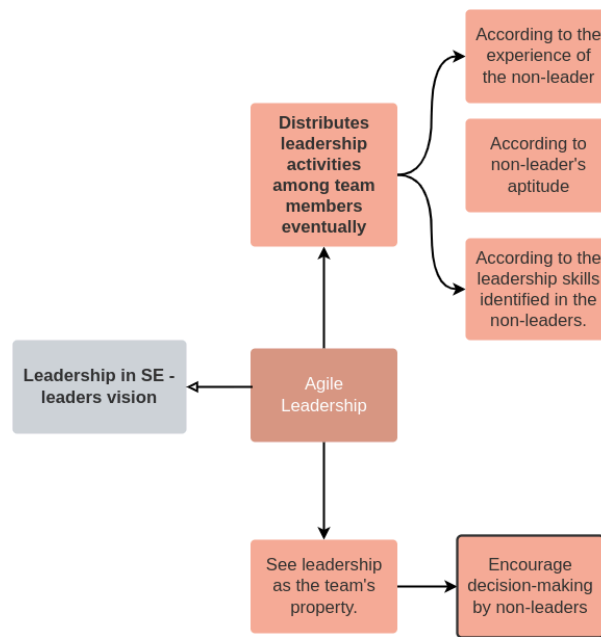 According to the
experience of
the non-leader
Distributes
leadership
activities
among team
members
eventually
According to
non-leader's
aptitude
According to the
leadership skills
identified in the
non-leaders.
Leadership in SE -
leaders vision
Agile
Leadership
See leadership
as the team's
property.
Encourage
decision-making
by non-leaders